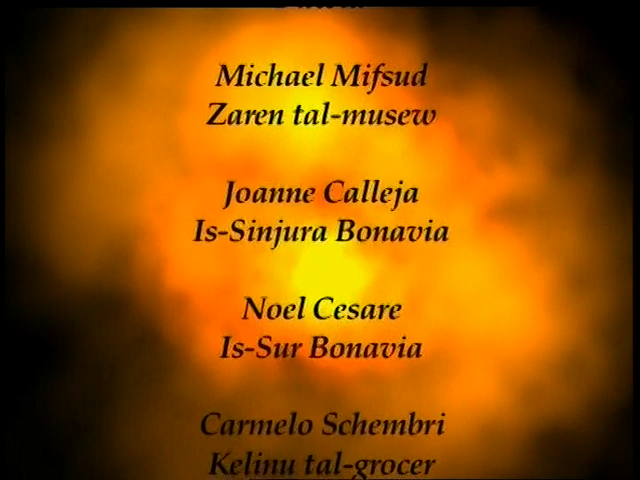 Michael Mifsud
Zaren tal-musew
Joanne Calleja
Is-Sinjura Bonavia
Noel Cesare
Is-Sur Bonavia
Carmelo Schembri
Kelinu tal-grocer